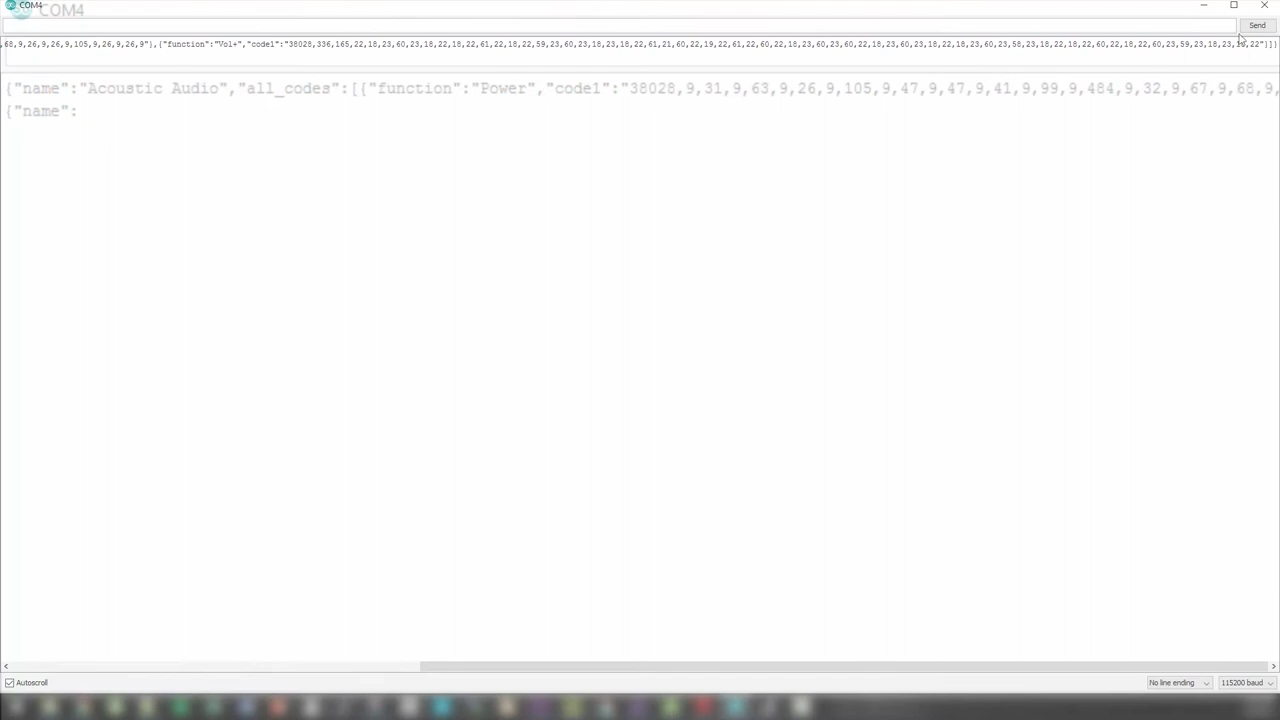 COM4
COM4
Send
,68,9,26,9,26,9,105,9,26,9,26,9"},{"function":"Vol+","code1":"38028,336,165,22,18,23,60,23,18,22,18,22,61,22,18,22,59,23,60,23,18,23,18,22,61,21,60,22,19,22,61,22,60,22,18,23,60,23,60,22,18,23,60,23,18,22,18,23,60,23,58,23,18,22,18,22,60,22,18,22,60,23,59,23,18,23,18,22"}]}
{"name":"Acoustic Audio","all_codes":[{"function":"Power","code1":"38028,9,31,9,63,9,26,9,105,9,47,9,47,9,41,9,99,9,484,9,32,9,67,9,68,9,
{"name":
Autoscroll
No line ending
115200 baud